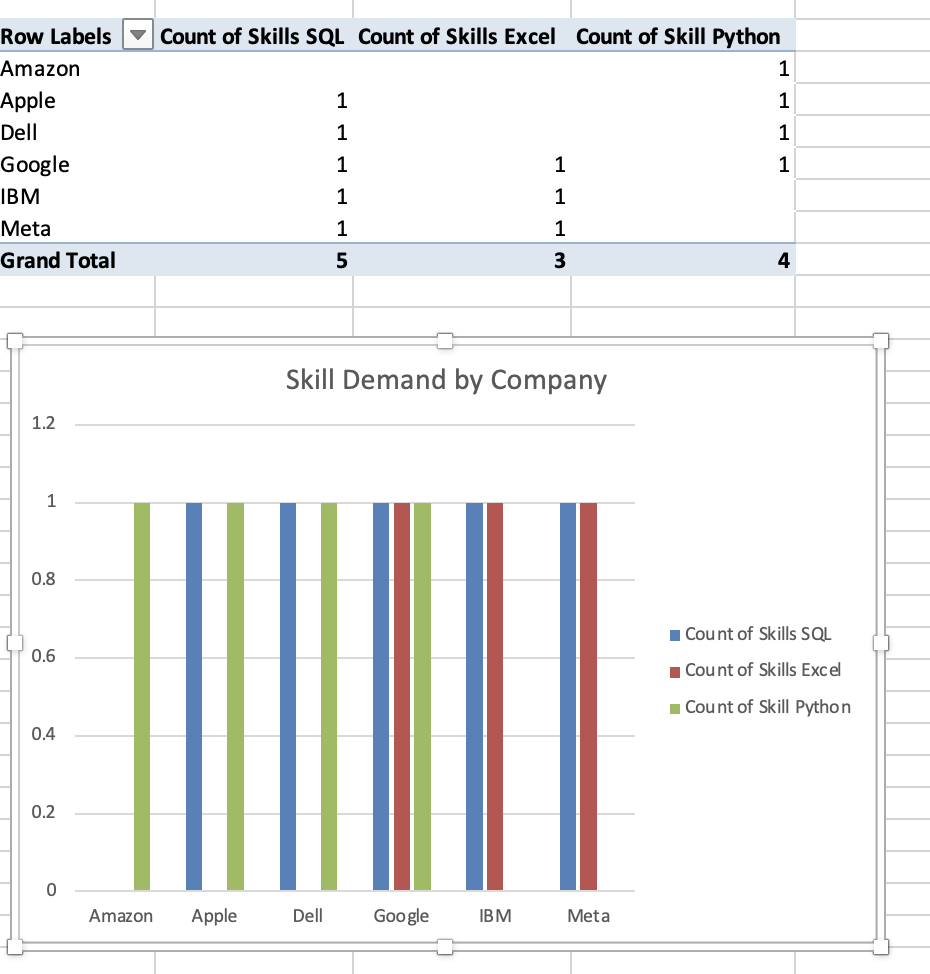 Row Labels Count of Skills SQL Count of Skills Excel Count of Skill Python
Amazon 1
Apple 1 1
Dell 1 1
Google 1 1 1
IBM 1 1
Meta 1 1
Grand Total 5 3 4
Skill Demand by Company
1.2
1
0.8
0.6
0.4
0.2
0
Amazon Apple Dell Google IBM Meta
Count of Skills SQL
Count of Skills Excel
Count of Skill Python